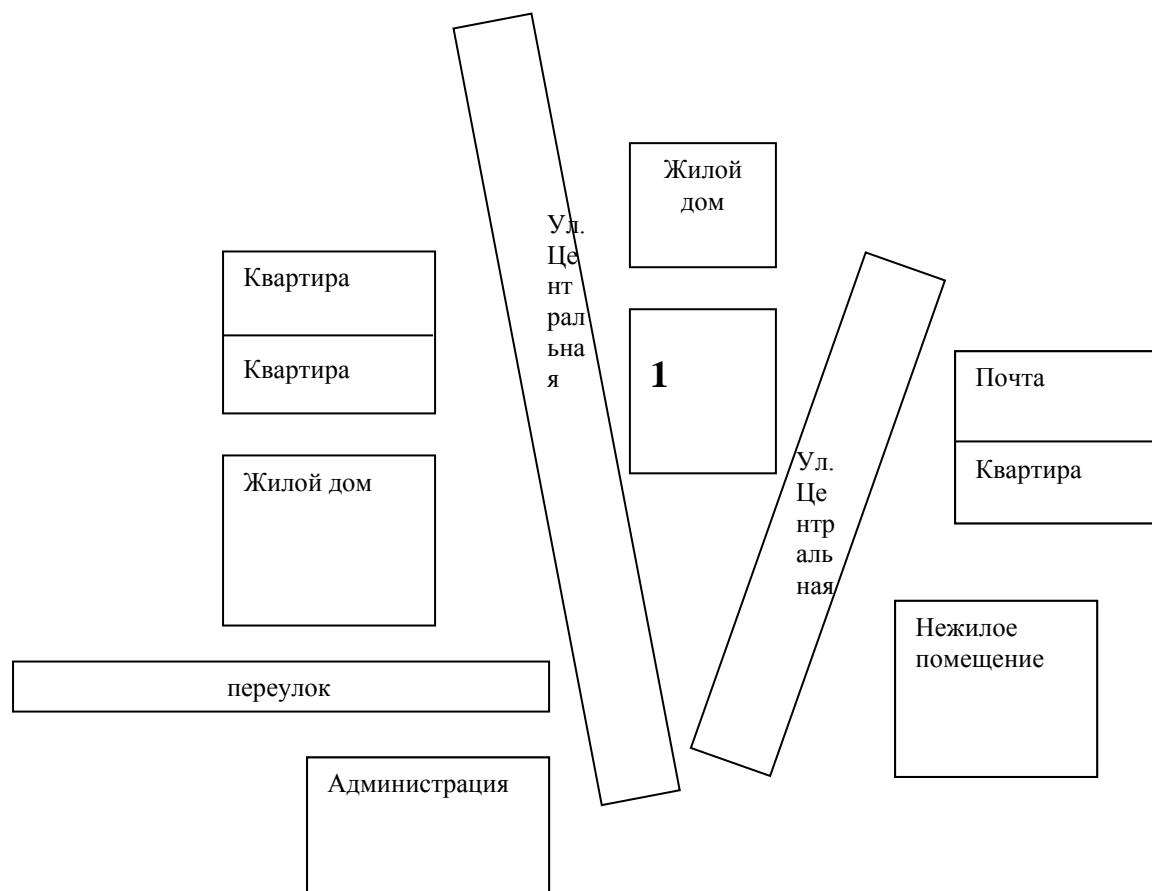 Жилой
дом
Ул.
Це
нт
рал
ьна
я
Квартира
Квартира
1
Почта
Квартира
Ул.
Це
нтр
аль
ная
Жилой дом
Нежилое
помещение
переулок
Администрация